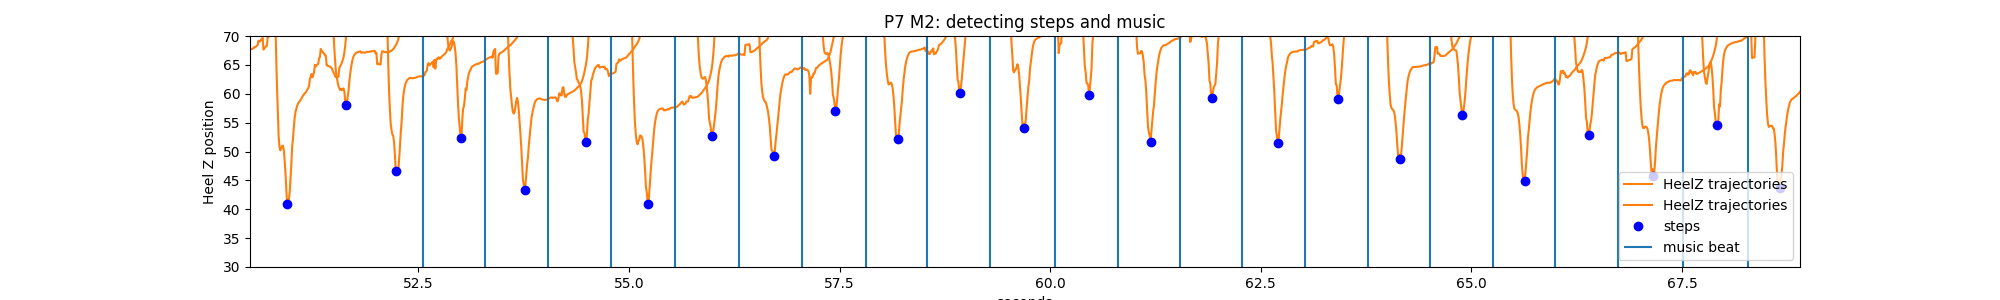 P7 M2: detecting steps and music
70
65
60
55
50
45
40
35
30
Heel Z position
HeelZ trajectories
HeelZ trajectories
steps
music beat
52.5 55.0 57.5 60.0 62.5 65.0 67.5
seconds